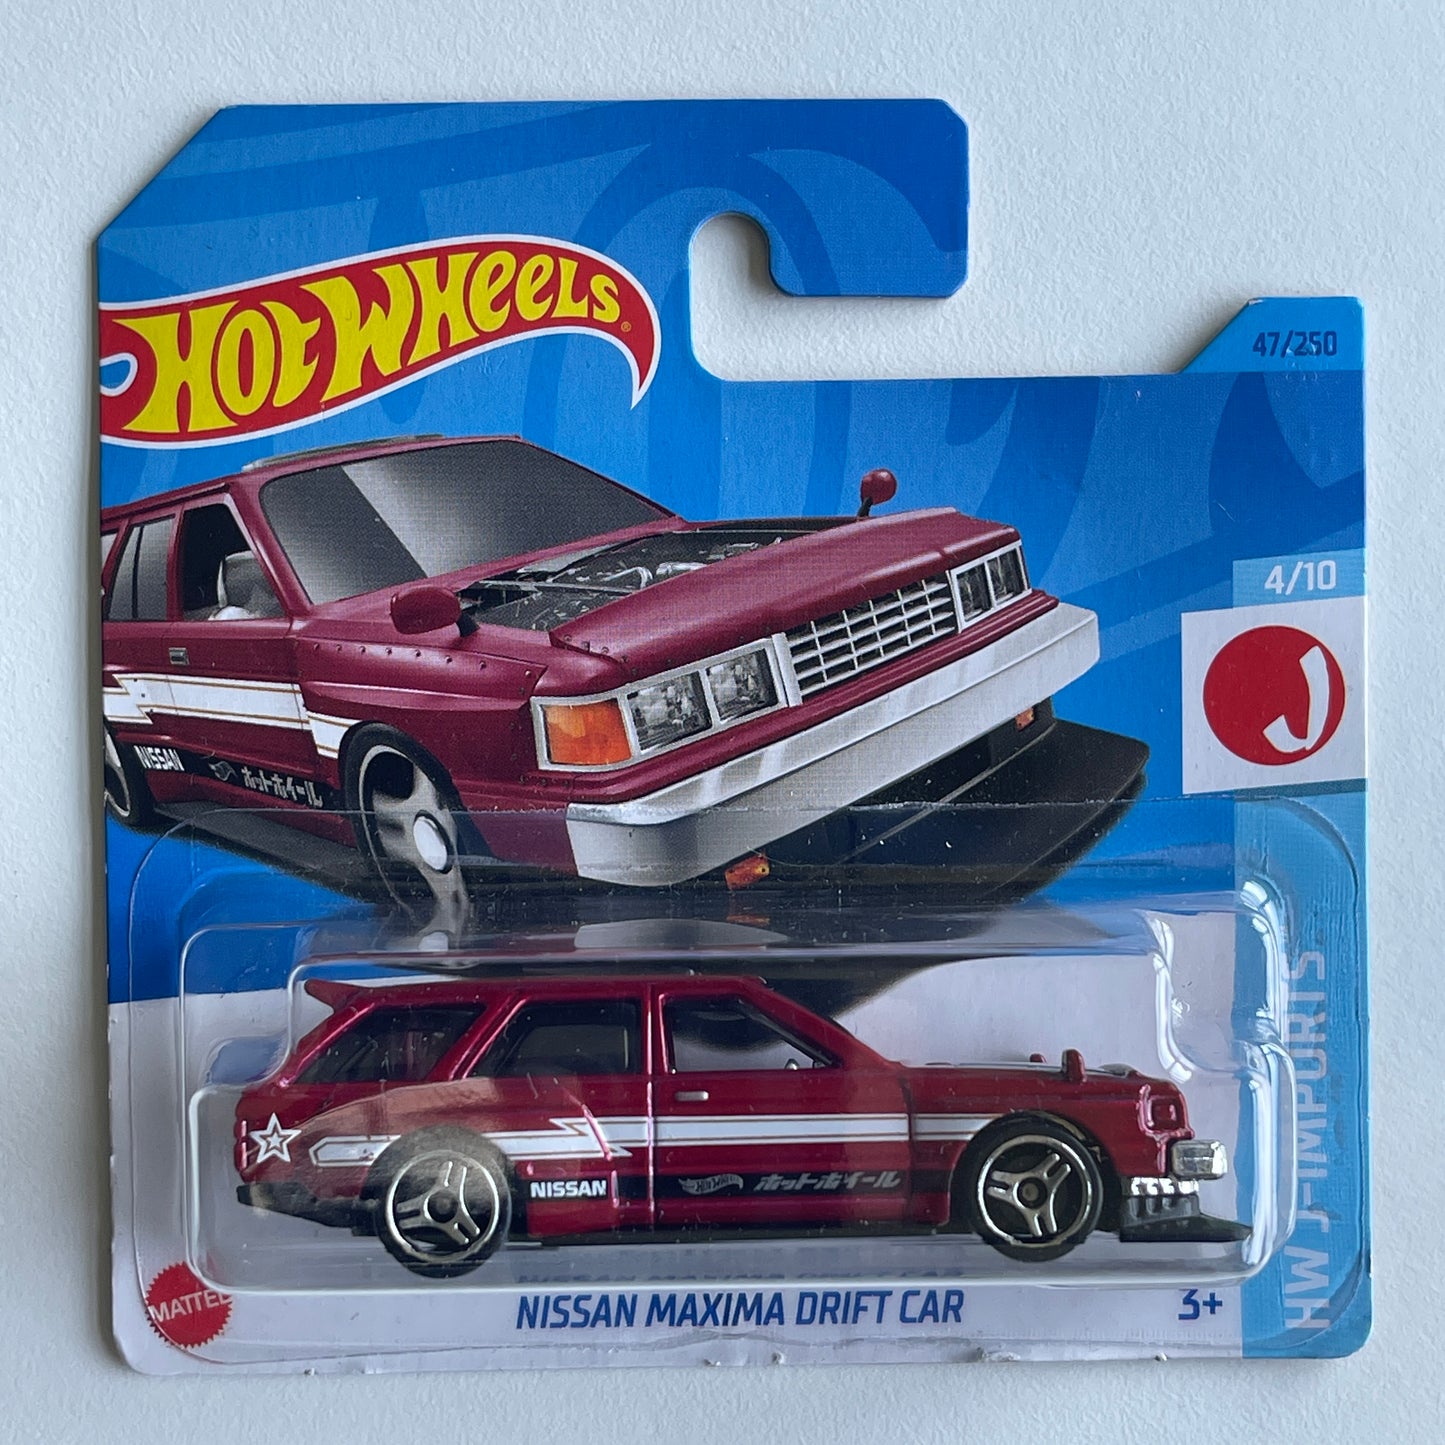 HOT WHEELS®
47/250
4/10
J
NISSAN
ホットホイール
HW J-IMPORTS
NISSAN
HOT WHEELS
ホットホイール
MATTEL
NISSAN MAXIMA DRIFT CAR
3+